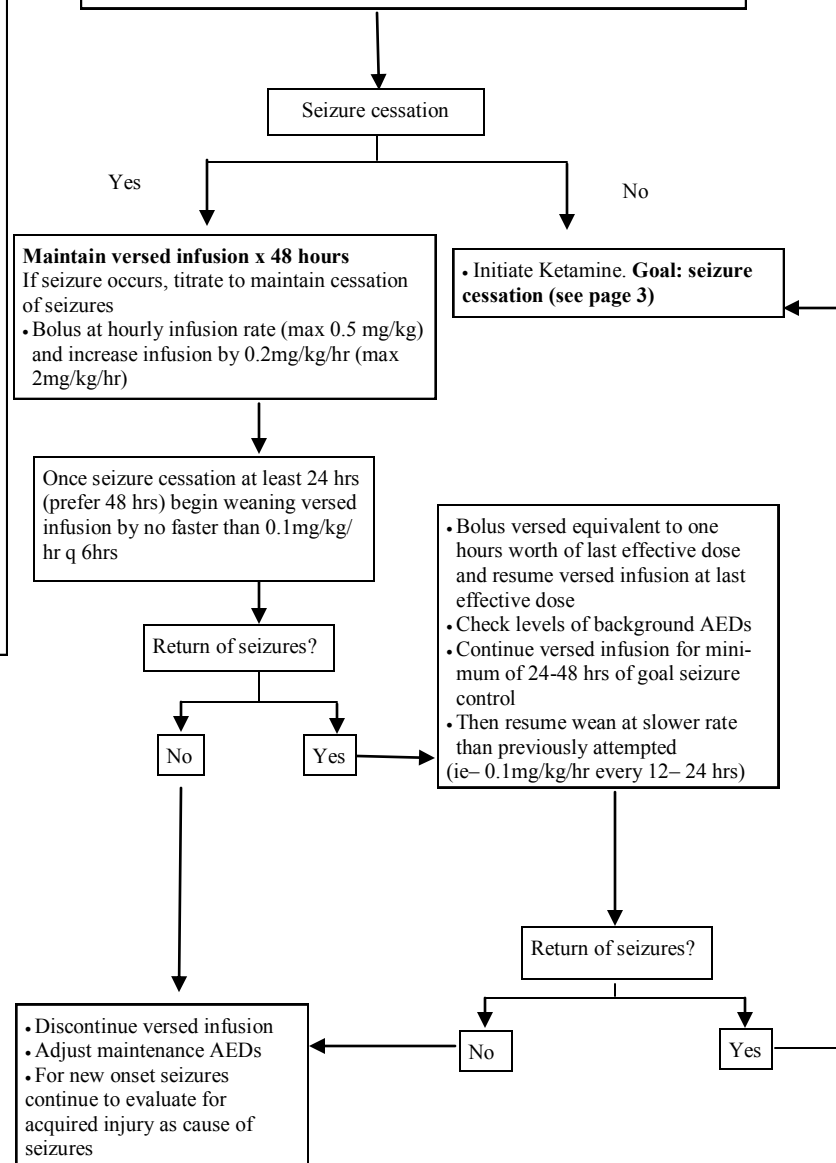 Seizure cessation
Yes
No
Maintain versed infusion x 48 hours
If seizure occurs, titrate to maintain cessation
of seizures
• Bolus at hourly infusion rate (max 0.5 mg/kg)
and increase infusion by 0.2mg/kg/hr (max
2mg/kg/hr)
• Initiate Ketamine. Goal: seizure
cessation (see page 3)
Once seizure cessation at least 24 hrs
(prefer 48 hrs) begin weaning versed
infusion by no faster than 0.1mg/kg/
hr q 6hrs
Return of seizures?
No
Yes
• Bolus versed equivalent to one
hours worth of last effective dose
and resume versed infusion at last
effective dose
• Check levels of background AEDs
• Continue versed infusion for mini-
mum of 24-48 hrs of goal seizure
control
• Then resume wean at slower rate
than previously attempted
(ie– 0.1mg/kg/hr every 12– 24 hrs)
Return of seizures?
No
Yes
• Discontinue versed infusion
• Adjust maintenance AEDs
• For new onset seizures
continue to evaluate for
acquired injury as cause of
seizures